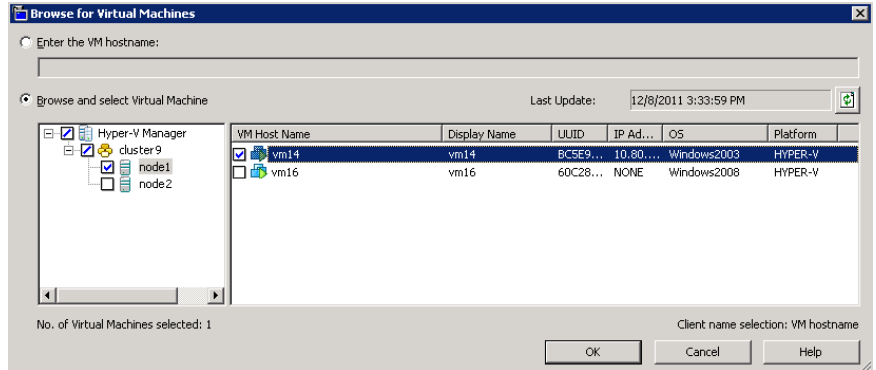 Browse for Virtual Machines
Enter the VM hostname:
Browse and select Virtual Machine
Last Update: 12/8/2011 3:33:59 PM
Hyper-V Manager
cluster9
node1
node2
VM Host Name Display Name UUID IP Ad... OS Platform
vm14 vm14 BC5E9... 10.80.... Windows2003 HYPER-V
vm16 vm16 60C28... NONE Windows2008 HYPER-V
No. of Virtual Machines selected: 1
Client name selection: VM hostname
OK Cancel Help